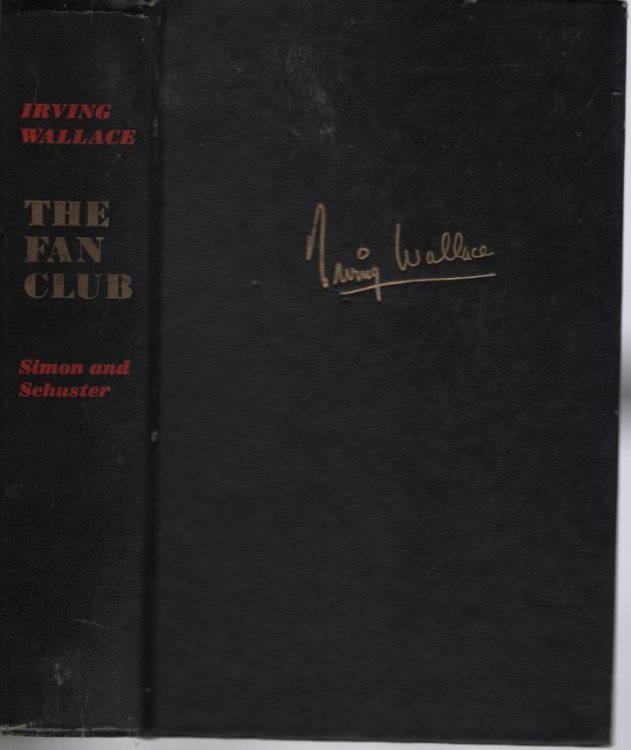 IRVING
WALLACE
THE
FAN
CLUB
Simon and
Schuster
Irving Wallace